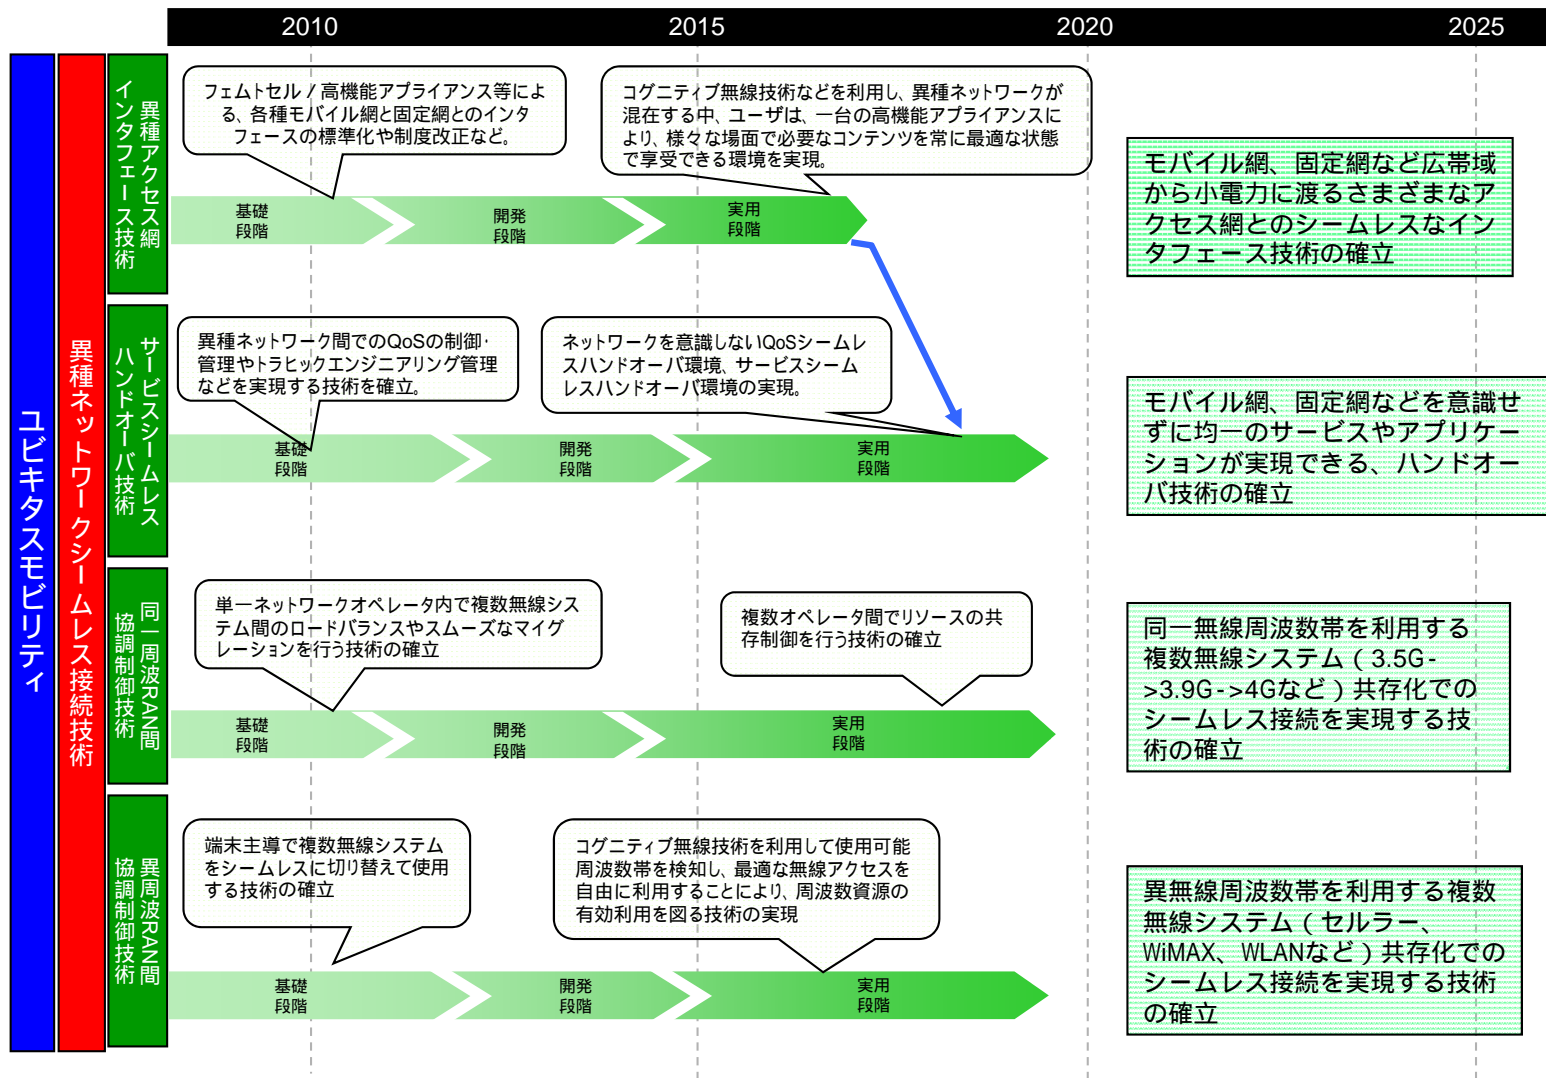 2010
2015
2020
2025
ユビキタスモビリティ
異種ネットワークシームレス接続技術
異種アクセス網
インタフェース技術
フェムトセル／高機能アプライアンス等によ
る、各種モバイル網と固定網とのインタ
フェースの標準化や制度改正など。
コグニティブ無線技術などを利用し、異種ネットワークが
混在する中、ユーザは、一台の高機能アプライアンスに
より、様々な場面で必要なコンテンツを常に最適な状態
で享受できる環境を実現。
基礎
段階
開発
段階
実用
段階
モバイル網、固定網など広帯域
から小電力に渡るさまざまなア
クセス網とのシームレスなイン
タフェース技術の確立
サービスシームレス
ハンドオーバ技術
異種ネットワーク間でのQoSの制御・
管理やトラヒックエンジニアリング管理
などを実現する技術を確立。
ネットワークを意識しないQoSシームレ
スハンドオーバ環境、サービスシーム
レスハンドオーバ環境の実現。
基礎
段階
開発
段階
実用
段階
モバイル網、固定網などを意識せ
ずに均一のサービスやアプリケー
ションが実現できる、ハンドオー
バ技術の確立
同一周波RAN間
協調制御技術
単一ネットワークオペレータ内で複数無線シス
テム間のロードバランスやスムーズなマイグ
レーションを行う技術の確立
複数オペレータ間でリソースの共
存制御を行う技術の確立
基礎
段階
開発
段階
実用
段階
同一無線周波数帯を利用する
複数無線システム（3.5G-
>3.9G->4Gなど）共存化での
シームレス接続を実現する技
術の確立
異周波RAN間
協調制御技術
端末主導で複数無線システム
をシームレスに切り替えて使用
する技術の確立
コグニティブ無線技術を利用して使用可能
周波数帯を検知し、最適な無線アクセスを
自由に利用することにより、周波数資源の
有効利用を図る技術の実現
基礎
段階
開発
段階
実用
段階
異無線周波数帯を利用する複数
無線システム（セルラー、
WiMAX、WLANなど）共存化での
シームレス接続を実現する技術
の確立